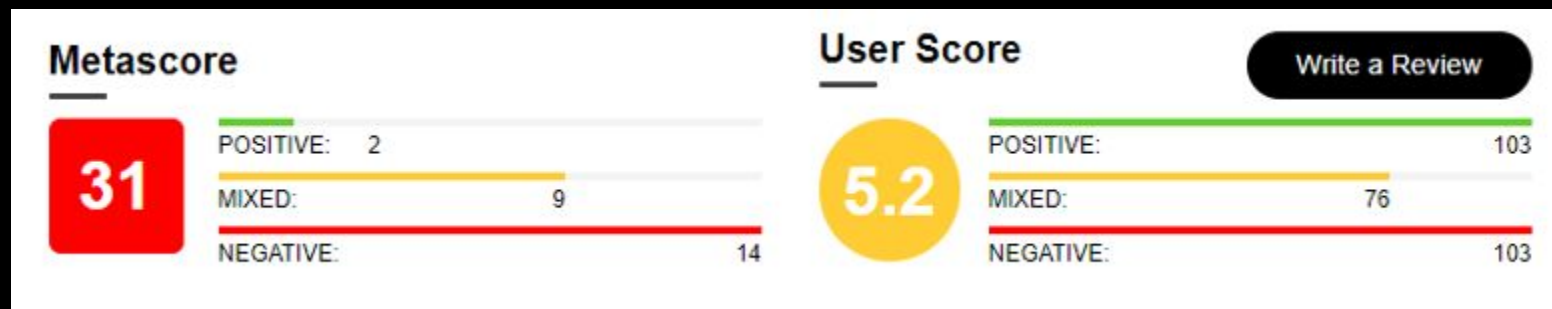 Metascore
31
POSITIVE: 2
MIXED: 9
NEGATIVE: 14
User Score
Write a Review
5.2
POSITIVE: 103
MIXED: 76
NEGATIVE: 103